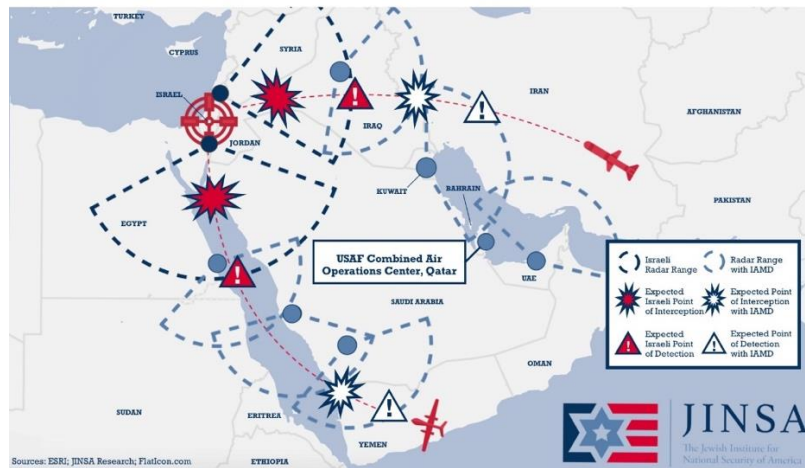 TURKEY
CYPRUS
SYRIA
ISRAEL
IRAN
AFGHANISTAN
IRAQ
JORDAN
KUWAIT
BAHRAIN
PAKISTAN
EGYPT
USAF Combined Air
Operations Center, Qatar
UAE
SAUDI ARABIA
OMAN
SUDAN
ERITREA
YEMEN
ETHIOPIA
Israeli
Radar Range
Radar Range
with IAMD
Expected
Israeli Point
of Interception
Expected Point
of Interception
with IAMD
Expected
Israeli Point
of Detection
Expected Point
of Detection
with IAMD
JINSA
The Jewish Institute for
National Security of America
Sources: ESRI; JINSA Research; FlatIcon.com